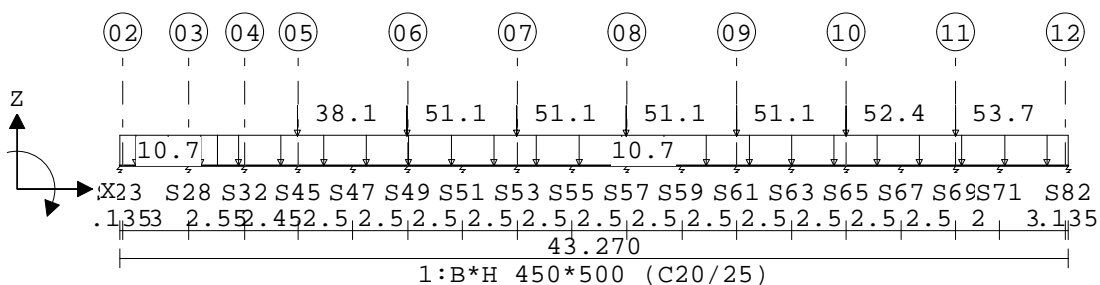 02 03 04 05 06 07 08 09 10 11 12
Z
38.1 51.1 51.1 51.1 51.1 52.4 53.7
10.7 10.7
X S23 S28 S32 S45 S47 S49 S51 S53 S55 S57 S59 S61 S63 S65 S67 S69 S71 S82
.135 3 2.55 2.45 2.5 2.5 2.5 2.5 2.5 2.5 2.5 2.5 2.5 2.5 2.5 2.5 2 3.135
43.270
1:B*H 450*500 (C20/25)